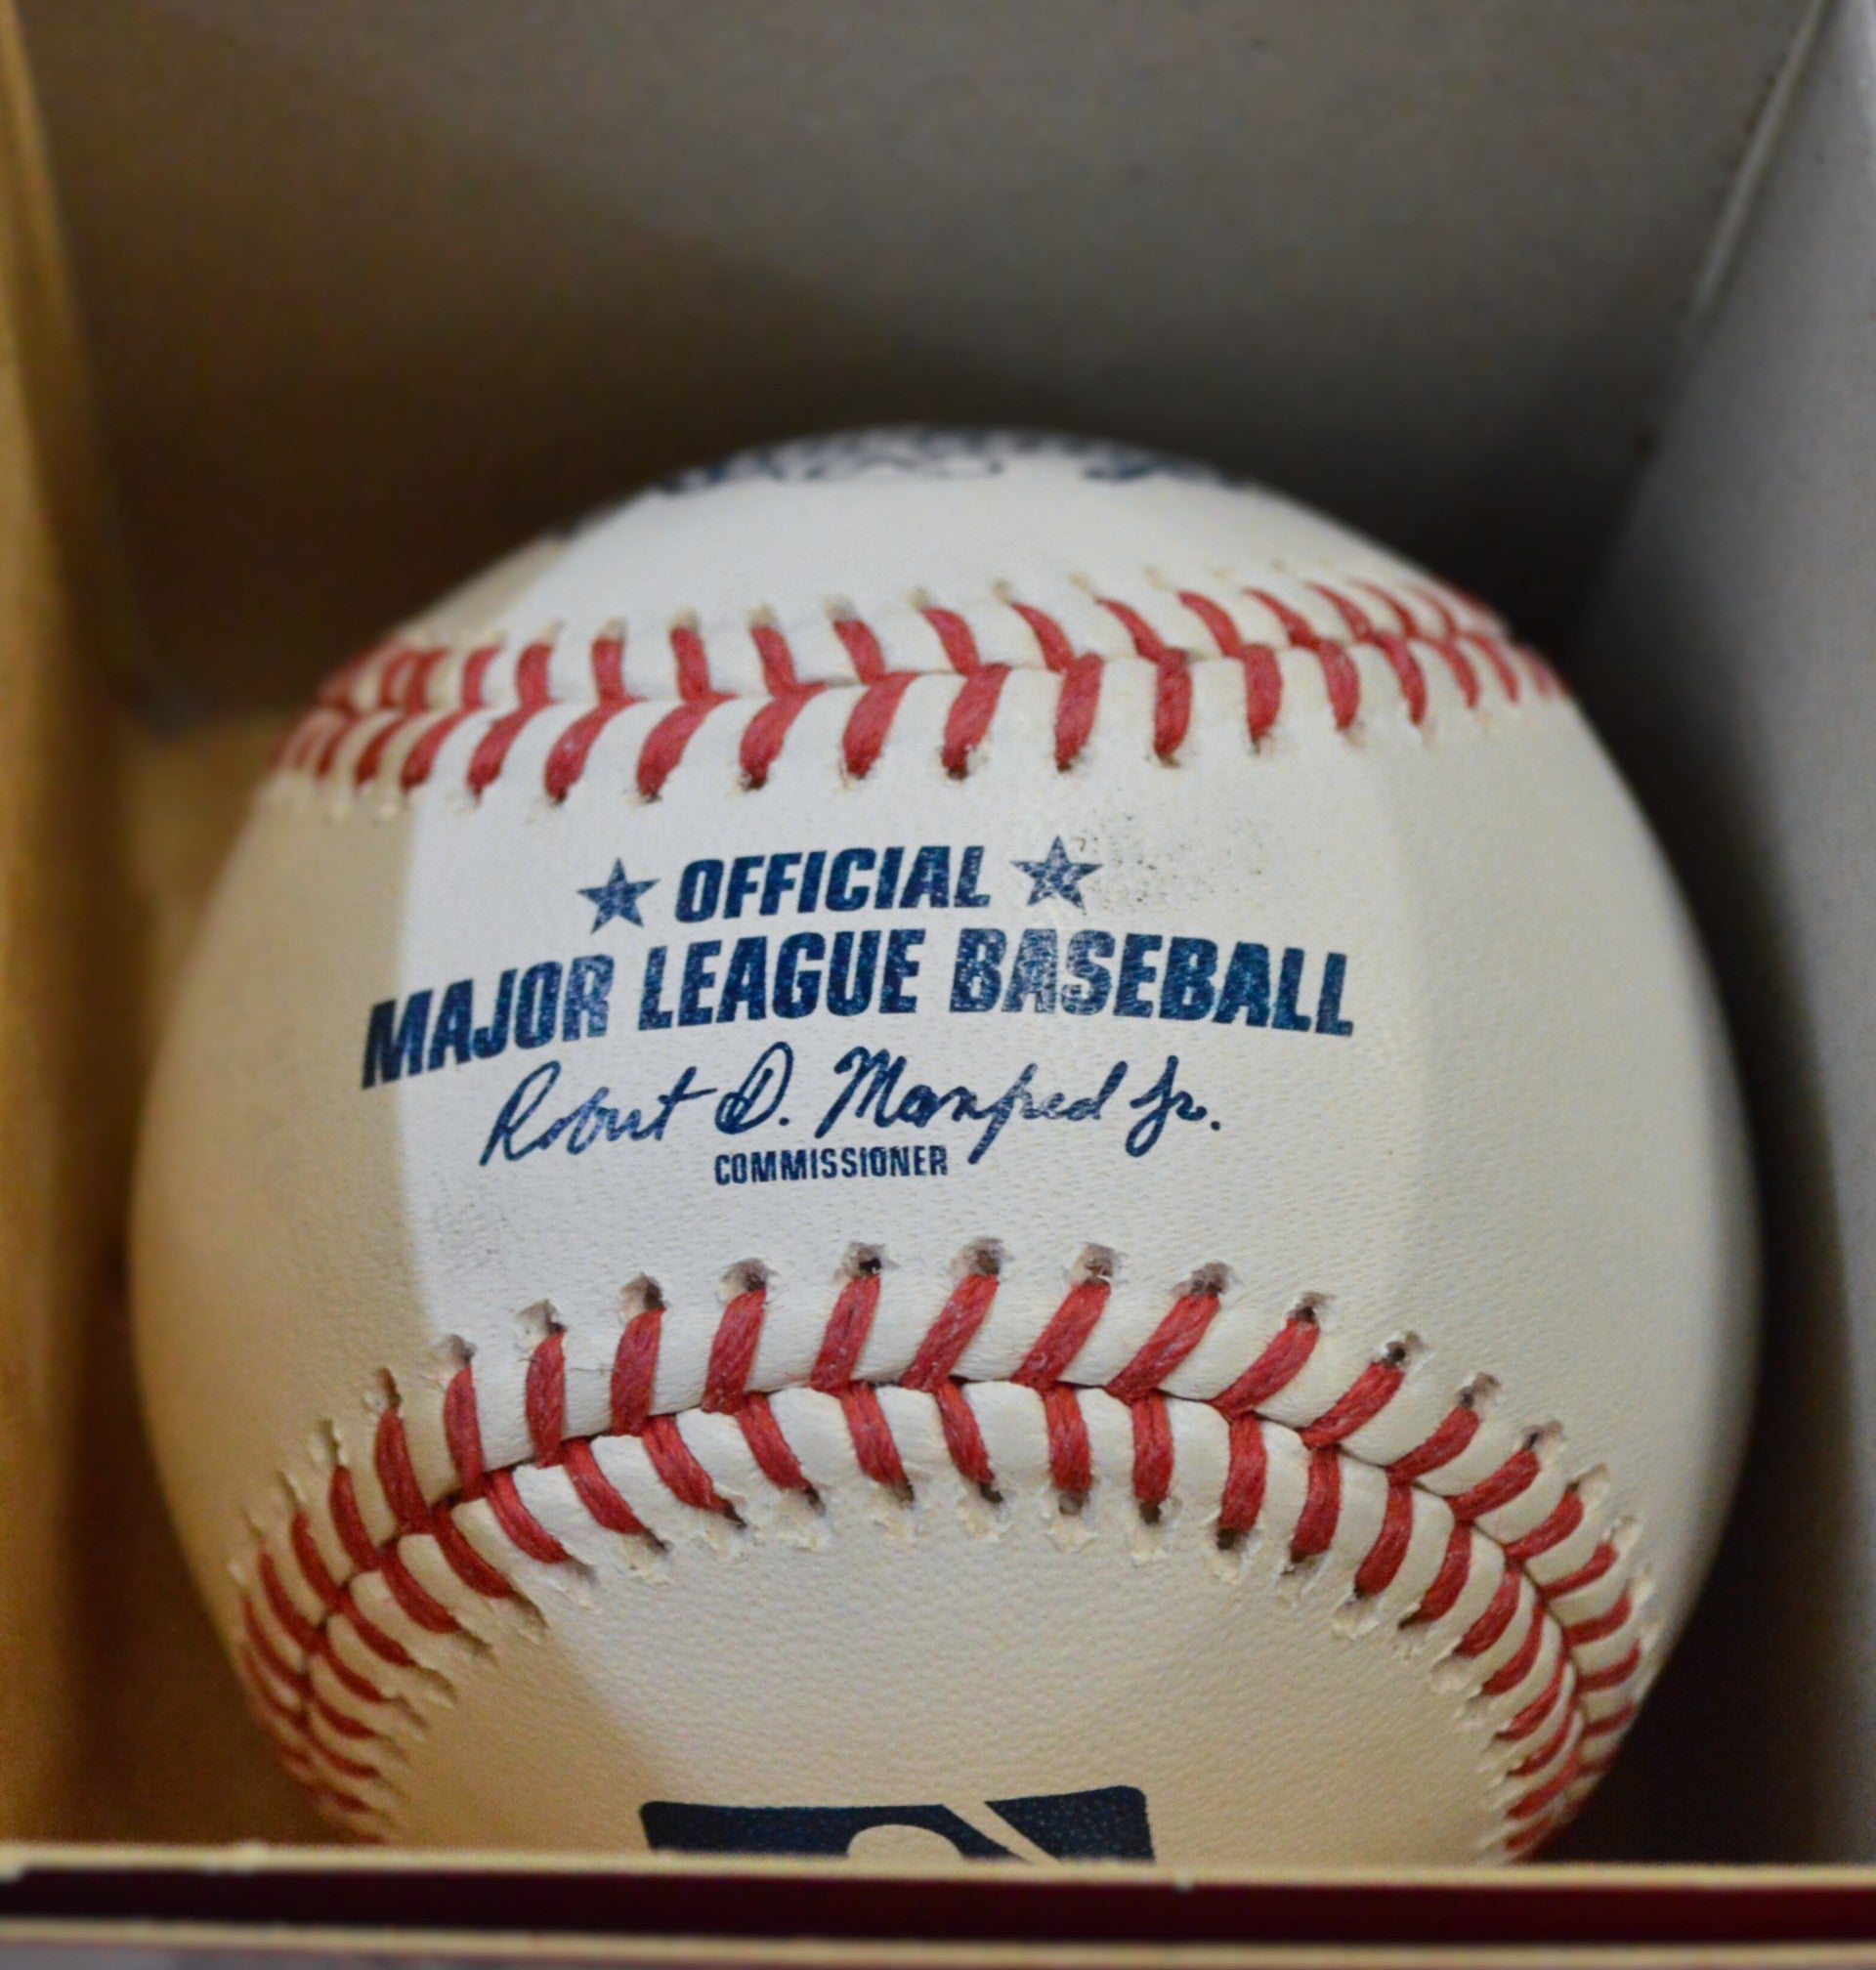 ★ OFFICIAL ★
MAJOR LEAGUE BASEBALL
Robert D. Manfred Jr.
COMMISSIONER